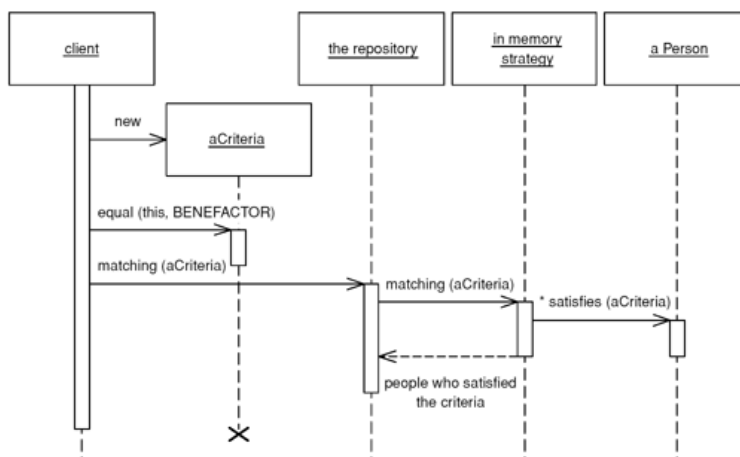 client
the repository
in memory
strategy
a Person
new
aCriteria
equal (this, BENEFACTOR)
matching (aCriteria)
matching (aCriteria)
* satisfies (aCriteria)
people who satisfied
the criteria